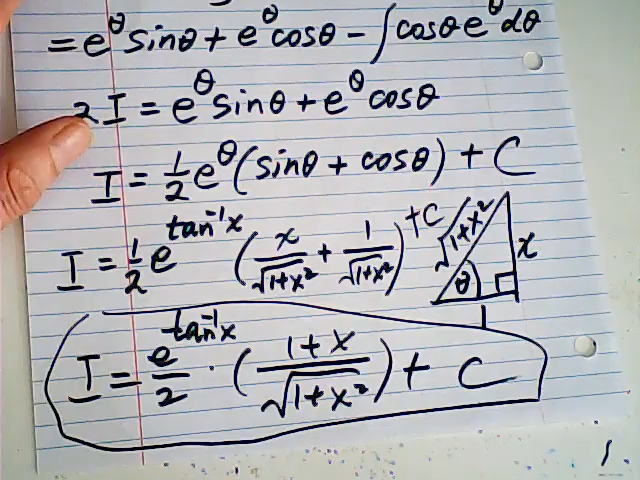 = e^θ sinθ + e^θ cosθ - ∫cosθ e^θ dθ
2I = e^θ sinθ + e^θ cosθ
I = 1/2 e^θ (sinθ + cosθ) + C
I = 1/2 e^(tan⁻¹x) (x/√(1+x²) + 1/√(1+x²)) + C
√(1+x²) x θ 1
I = e^(tan⁻¹x)/2 · ((1+x)/√(1+x²)) + C